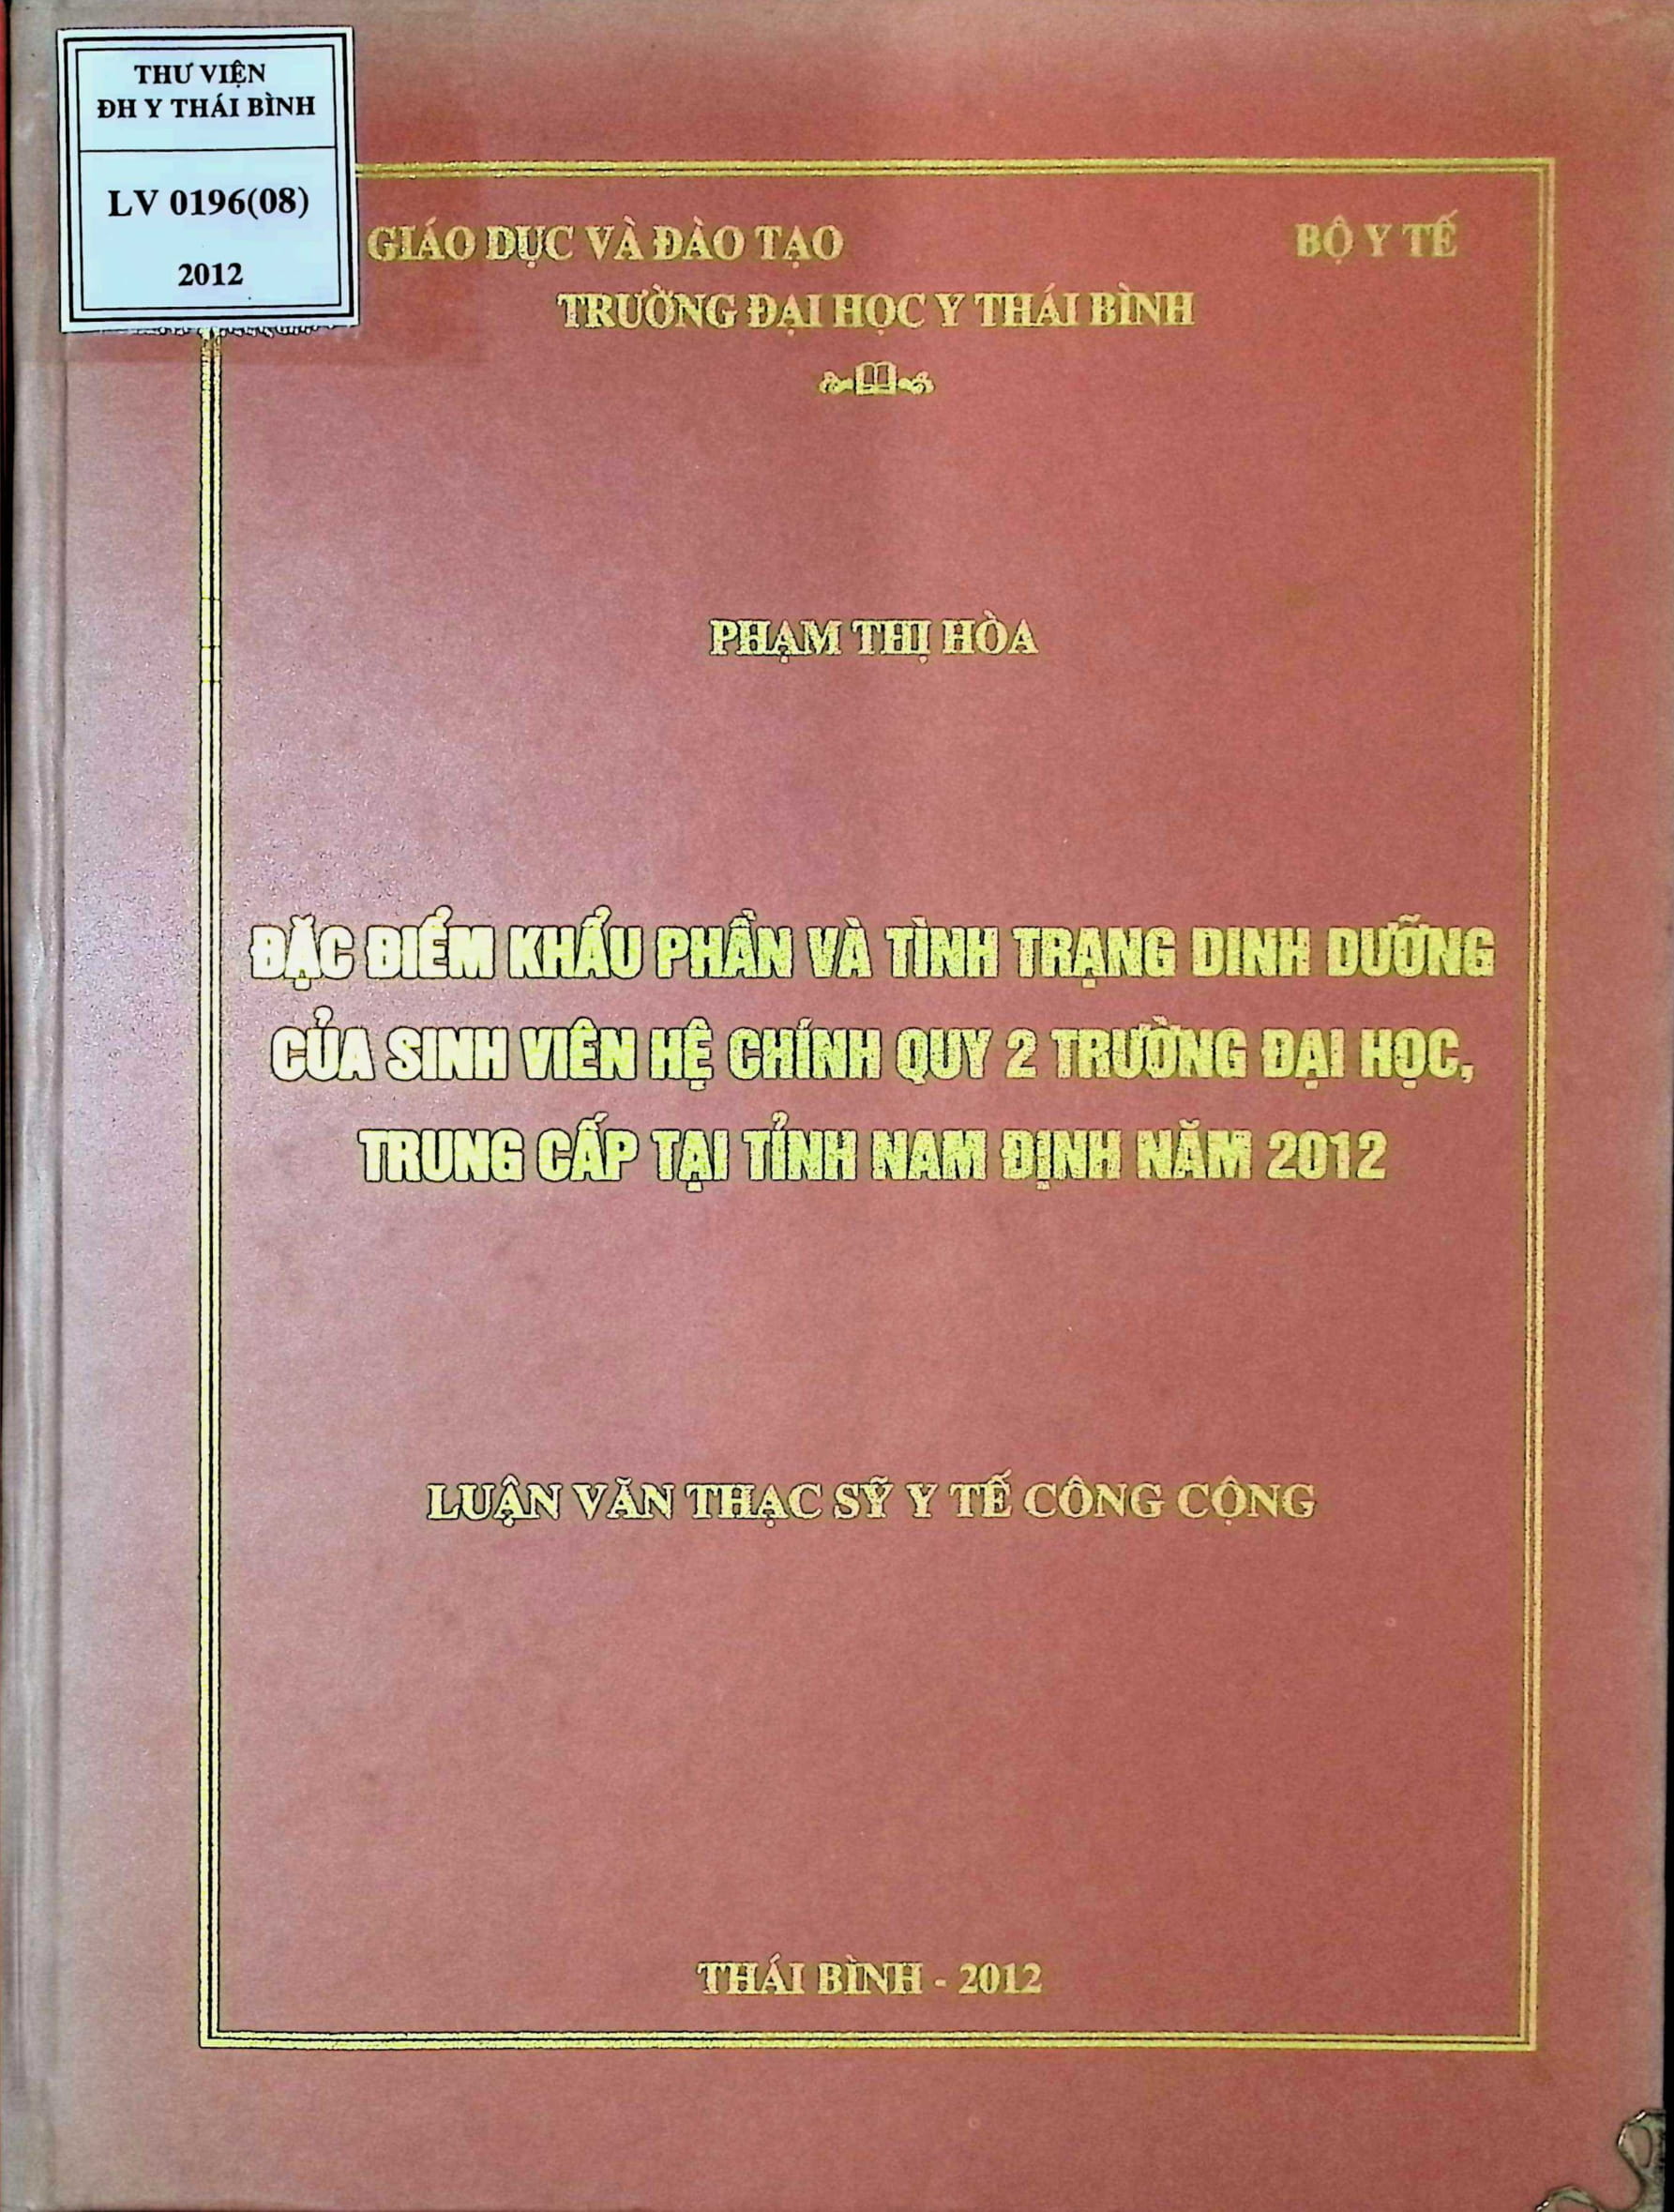 THƯ VIỆN
ĐH Y THÁI BÌNH
LV 0196(08)
2012
GIÁO DỤC VÀ ĐÀO TẠO BỘ Y TẾ
TRƯỜNG ĐẠI HỌC Y THÁI BÌNH
PHẠM THỊ HÒA
ĐẶC ĐIỂM KHẨU PHẦN VÀ TÌNH TRẠNG DINH DƯỠNG
CỦA SINH VIÊN HỆ CHÍNH QUY 2 TRƯỜNG ĐẠI HỌC,
TRUNG CẤP TẠI TỈNH NAM ĐỊNH NĂM 2012
LUẬN VĂN THẠC SỸ Y TẾ CÔNG CỘNG
THÁI BÌNH - 2012